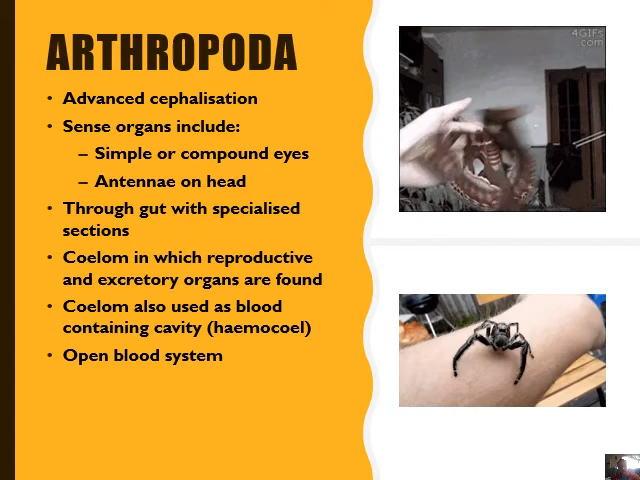 ARTHROPODA
• Advanced cephalisation
• Sense organs include:
– Simple or compound eyes
– Antennae on head
• Through gut with specialised
sections
• Coelom in which reproductive
and excretory organs are found
• Coelom also used as blood
containing cavity (haemocoel)
• Open blood system
4GIFs
.com